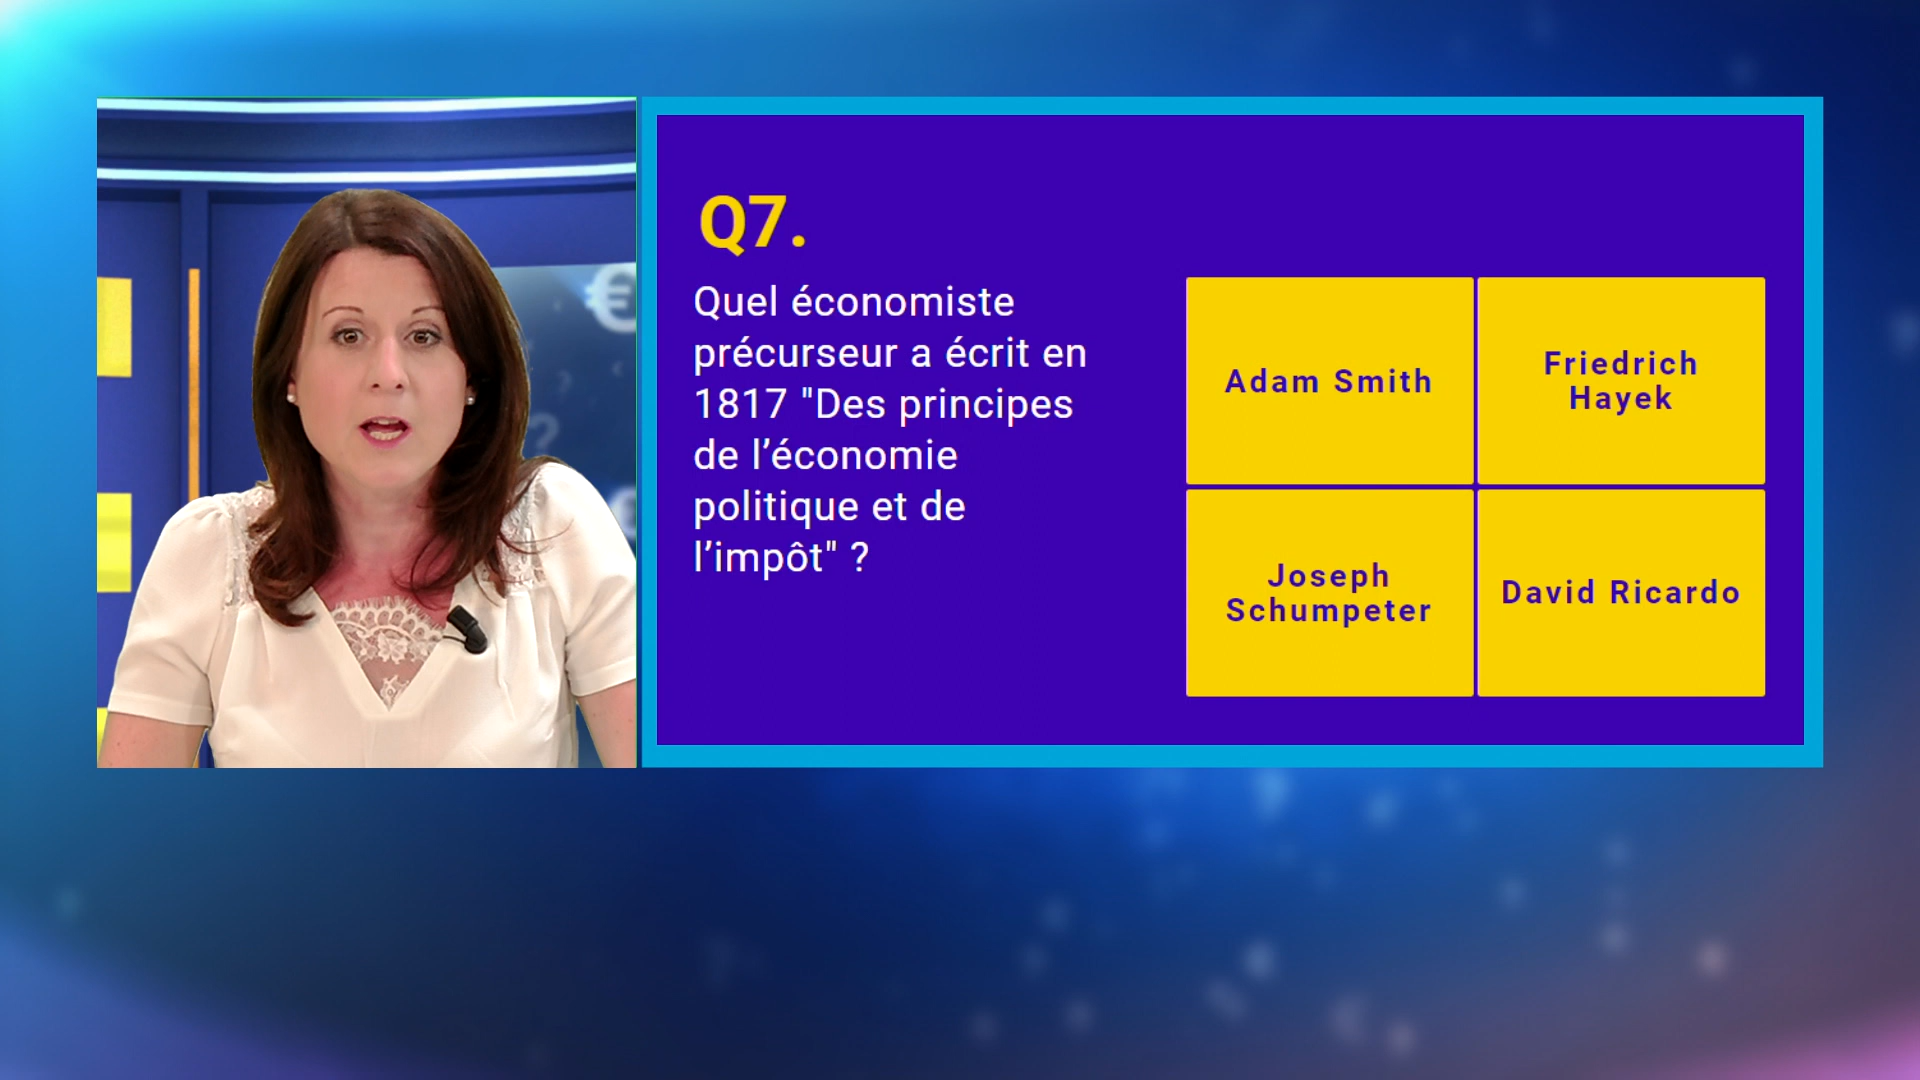 Q7.
Quel économiste
précurseur a écrit en
1817 "Des principes
de l’économie
politique et de
l’impôt" ?
Adam Smith
Friedrich
Hayek
Joseph
Schumpeter
David Ricardo